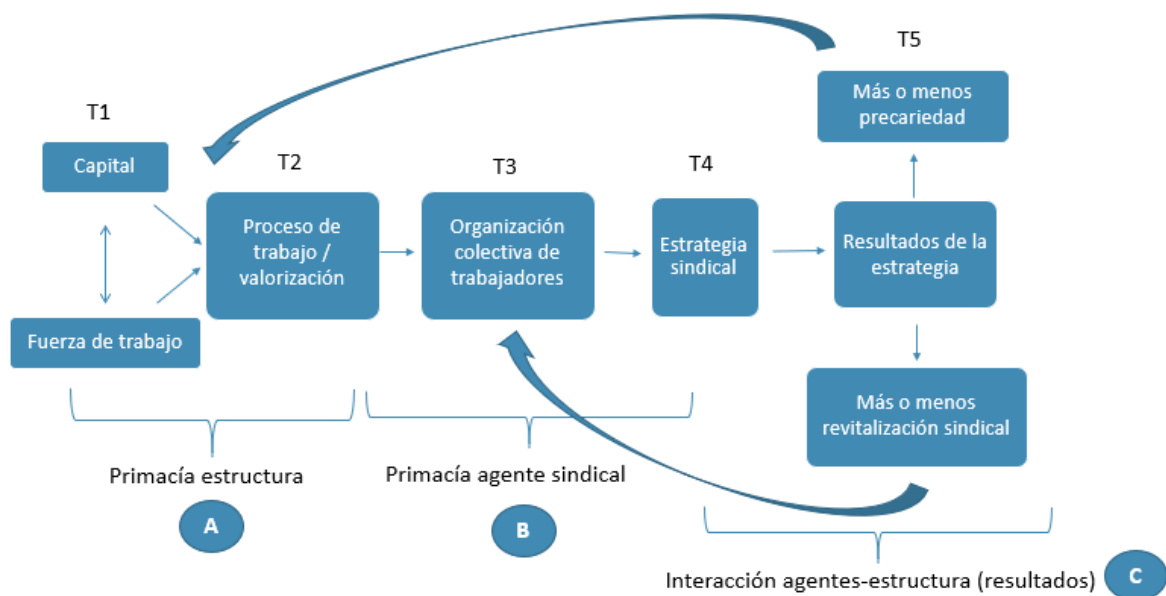 T1
Capital
Fuerza de trabajo
T2
Proceso de
trabajo /
valorización
T3
Organización
colectiva de
trabajadores
T4
Estrategia
sindical
T5
Más o menos
precariedad
Resultados de la
estrategia
Más o menos
revitalización sindical
Primacía estructura
A
Primacía agente sindical
B
Interacción agentes-estructura (resultados)
C